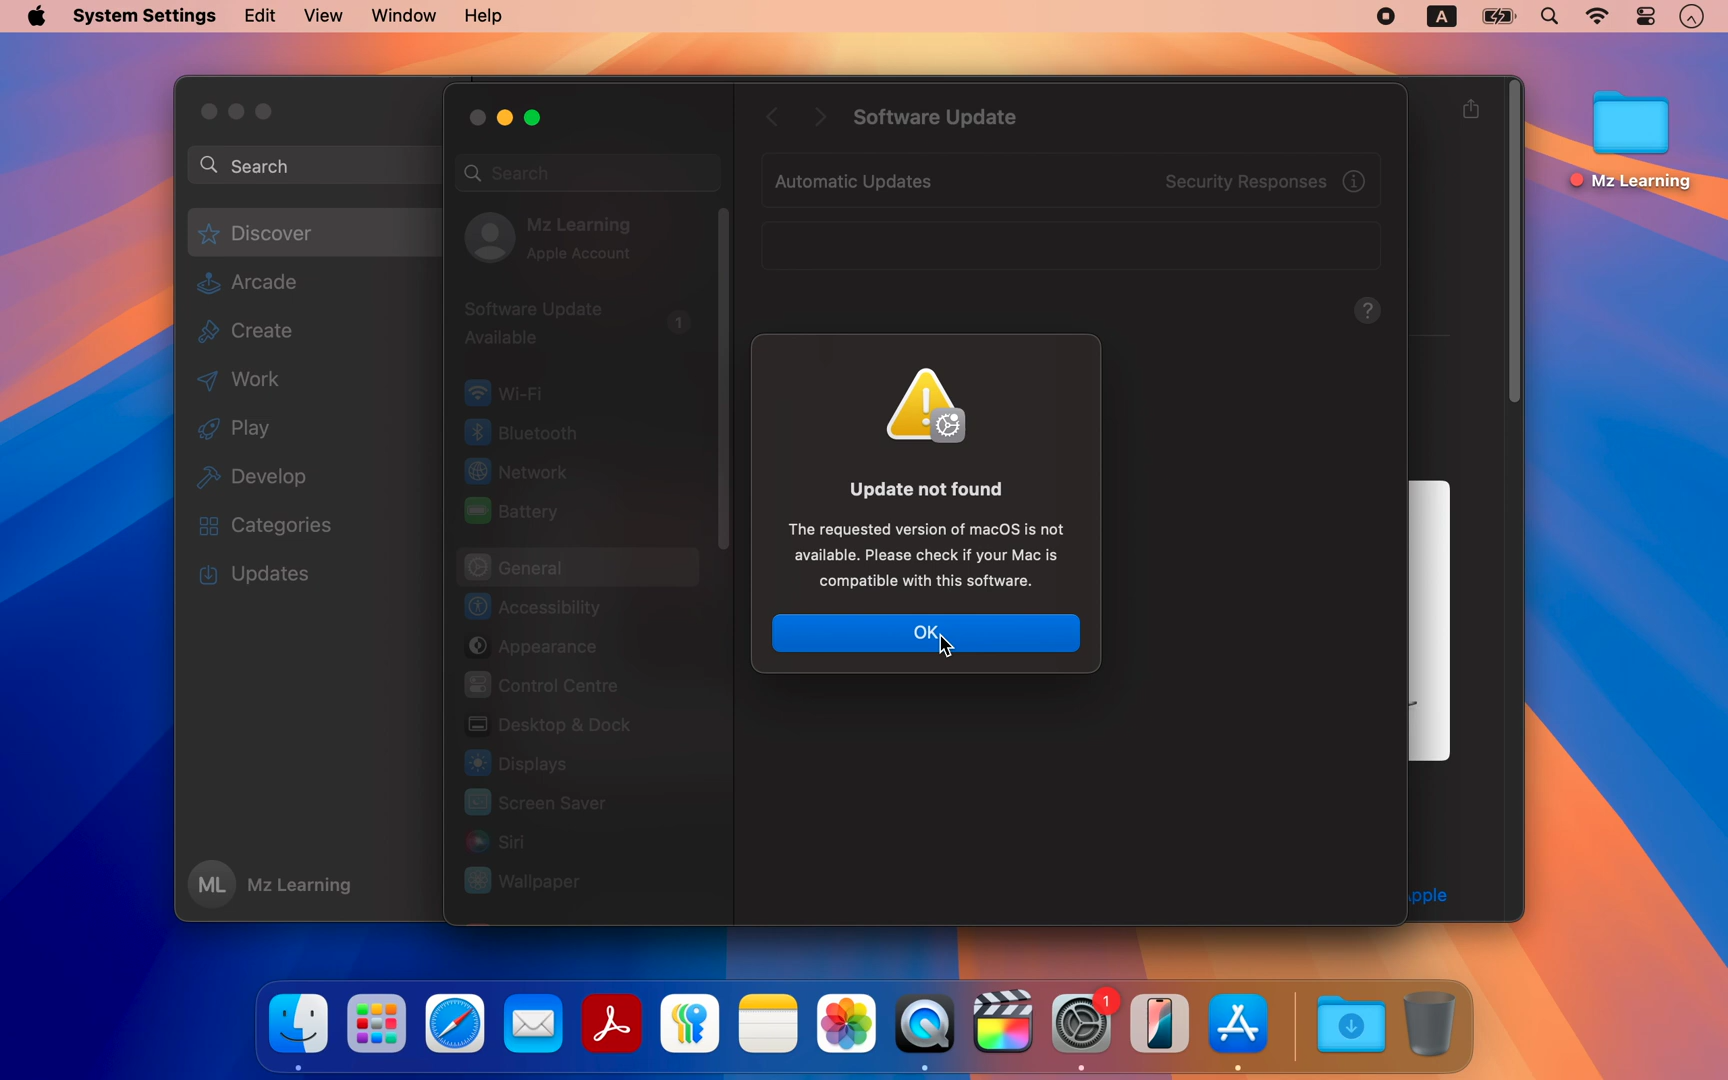 System Settings Edit View Window Help A
Search
Discover
Arcade
Create
Work
Play
Develop
Categories
Updates
ML Mz Learning
Search
Mz Learning
Apple Account
Software Update
Available
1
Wi-Fi
Bluetooth
Network
Battery
General
Accessibility
Appearance
Control Centre
Desktop & Dock
Displays
Screen Saver
Siri
Wallpaper
Software Update
Automatic Updates Security Responses
?
Update not found
The requested version of macOS is not
available. Please check if your Mac is
compatible with this software.
OK
Mz Learning
1